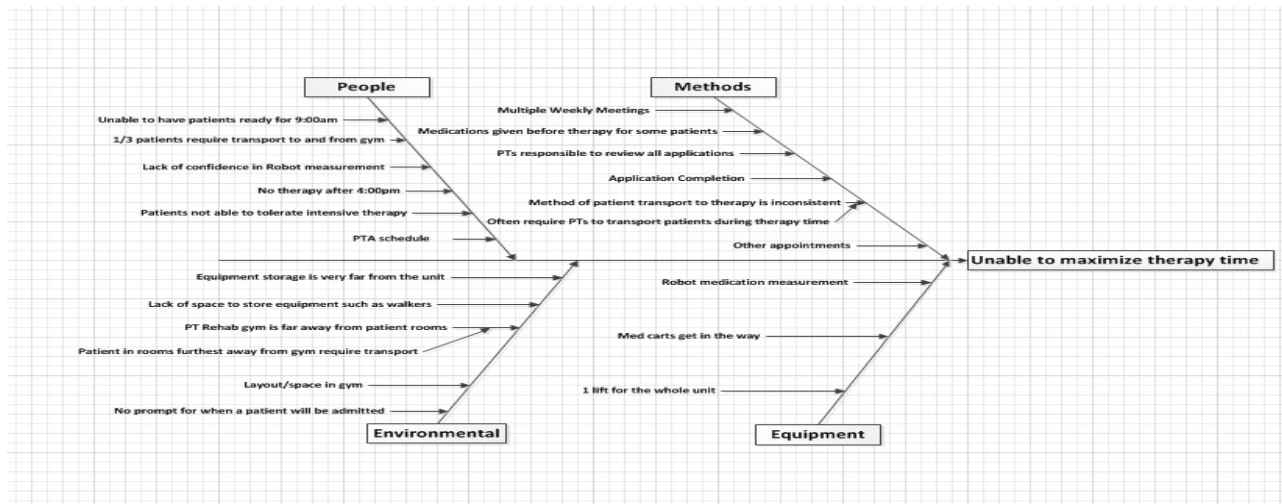 People
Unable to have patients ready for 9:00am
1/3 patients require transport to and from gym
Lack of confidence in Robot measurement
No therapy after 4:00pm
Patients not able to tolerate intensive therapy
PTA schedule
Methods
Multiple Weekly Meetings
Medications given before therapy for some patients
PTs responsible to review all applications
Application Completion
Method of patient transport to therapy is inconsistent
Often require PTs to transport patients during therapy time
Other appointments
Unable to maximize therapy time
Equipment storage is very far from the unit
Lack of space to store equipment such as walkers
PT Rehab gym is far away from patient rooms
Patient in rooms furthest away from gym require transport
Layout/space in gym
No prompt for when a patient will be admitted
Environmental
Robot medication measurement
Med carts get in the way
1 lift for the whole unit
Equipment